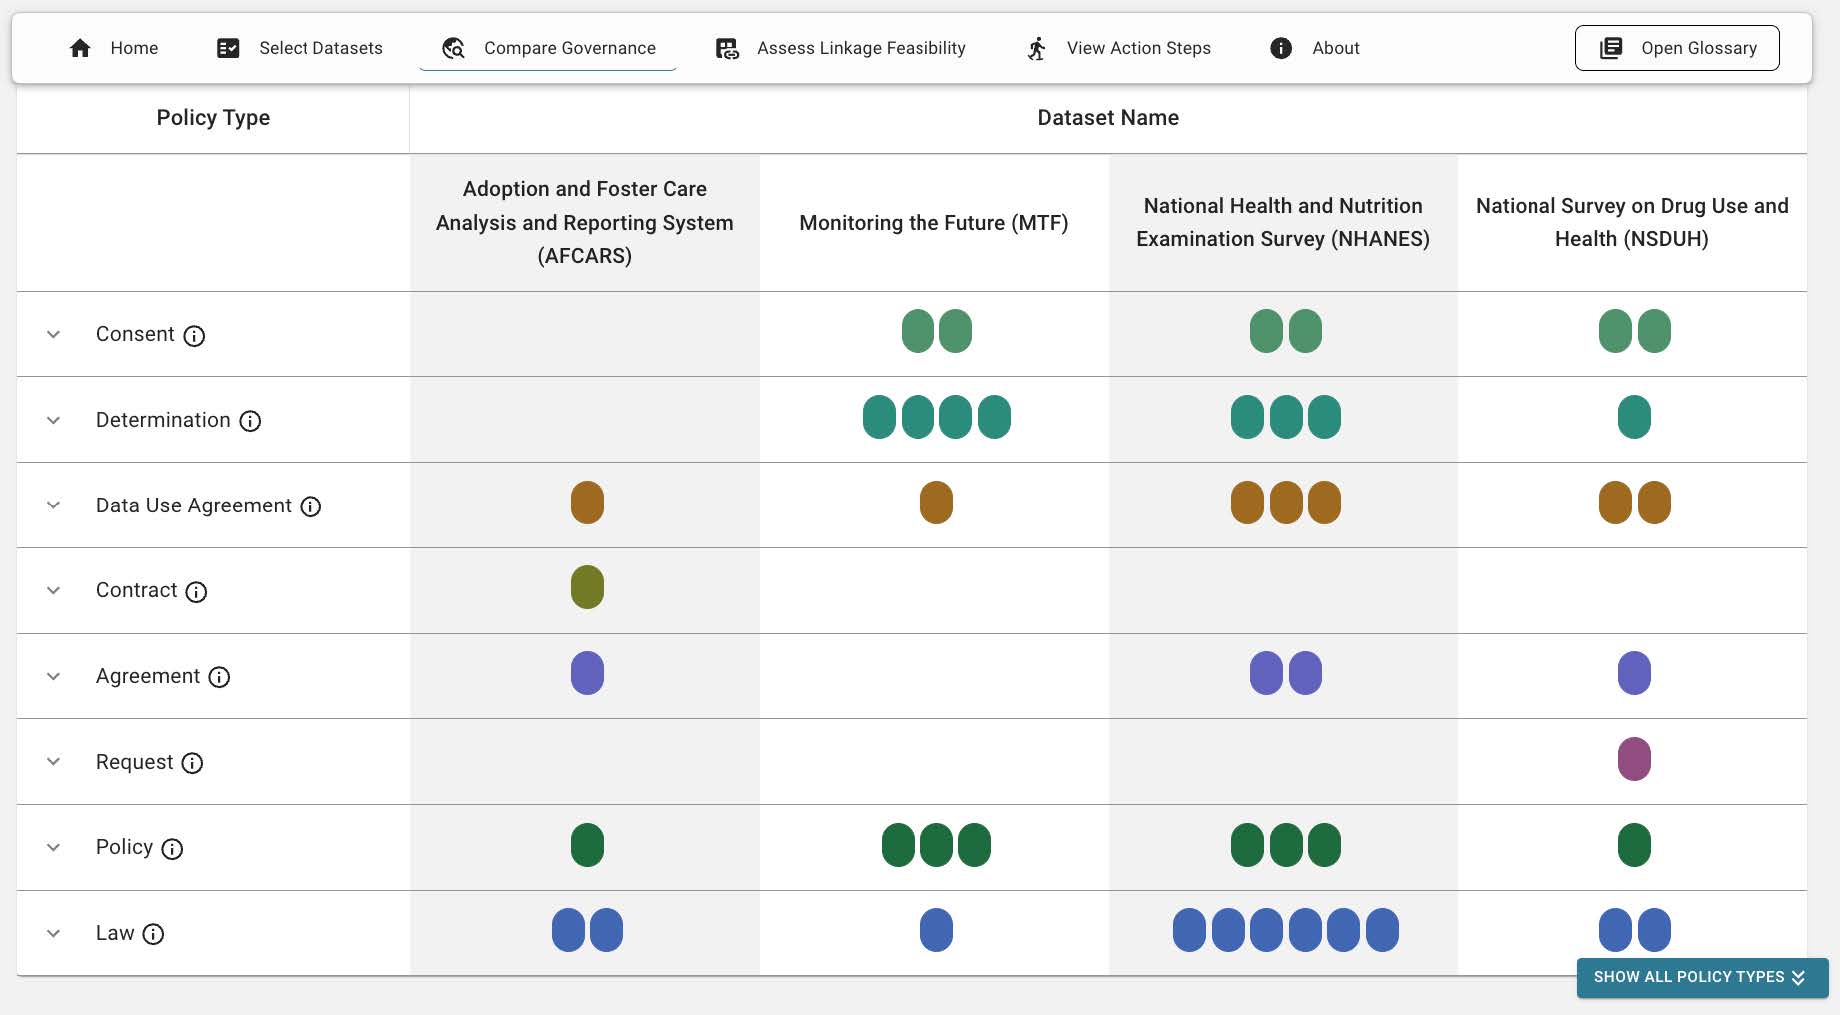 Home
Select Datasets
Compare Governance
Assess Linkage Feasibility
View Action Steps
About
Open Glossary
Policy Type
Dataset Name
Adoption and Foster Care
Analysis and Reporting System
(AFCARS)
Monitoring the Future (MTF)
National Health and Nutrition
Examination Survey (NHANES)
National Survey on Drug Use and
Health (NSDUH)
Consent
Determination
Data Use Agreement
Contract
Agreement
Request
Policy
Law
SHOW ALL POLICY TYPES